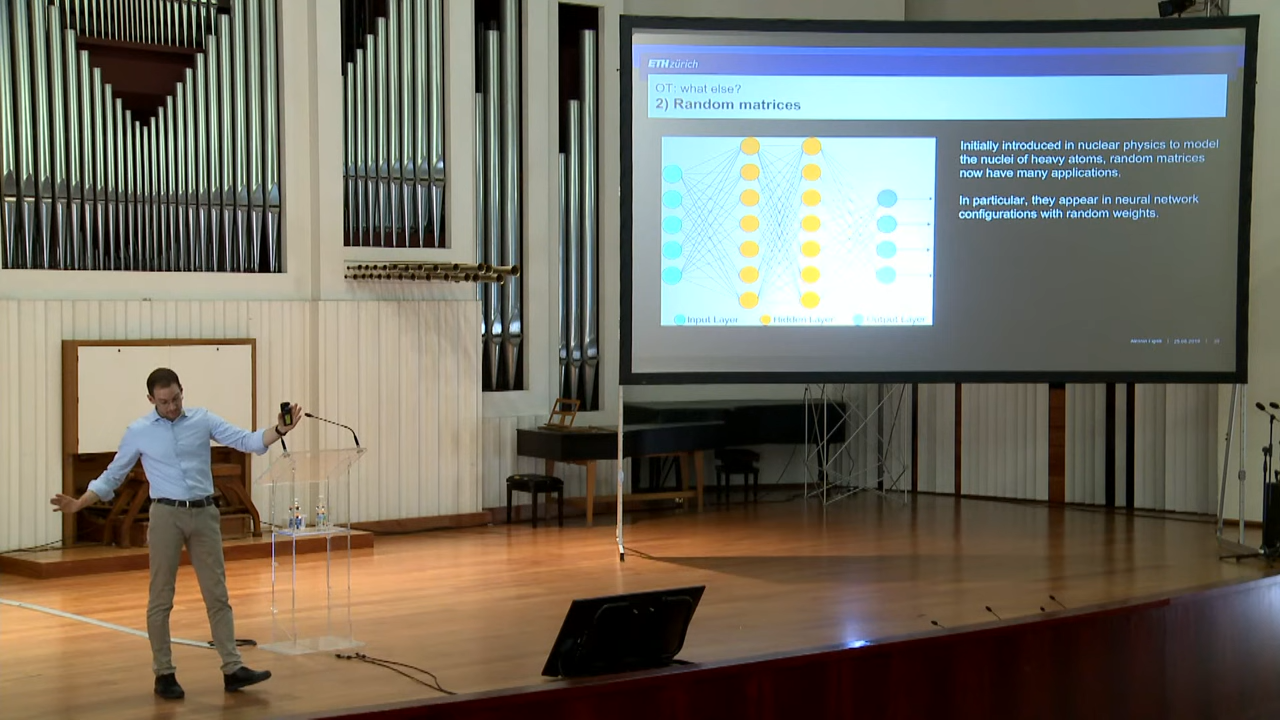 ETH zürich
OT: what else?
2) Random matrices
Initially introduced in nuclear physics to model
the nuclei of heavy atoms, random matrices
now have many applications.
In particular, they appear in neural network
configurations with random weights.
Input Layer
Hidden Layer
Output Layer